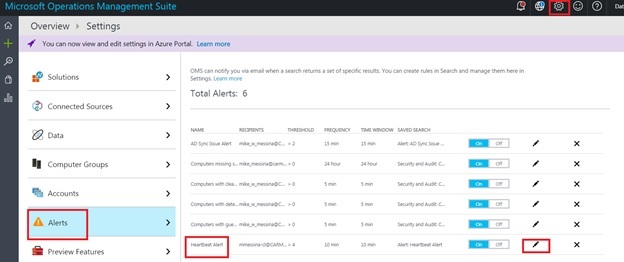 Microsoft Operations Management Suite
Dat
Overview ▸ Settings
You can now view and edit settings in Azure Portal. Learn more
Solutions
Connected Sources
Data
Computer Groups
Accounts
Alerts
Preview Features
OMS can notify you via email when a search returns a set of specific results. You can create rules in Search and manage them here in
Settings. Learn more
Total Alerts: 6
NAME RECIPIENTS THRESHOLD FREQUENCY TIME WINDOW SAVED SEARCH
AD Sync Issue Alert mike_w_messina@C... > 2 15 min 15 min Alert: AD Sync Issue ... On Off
Computers missing s... mike_messina@carm... > 0 24 hour 24 hour Security and Audit: C... On Off
Computers with clea... mike_w_messina@C... > 0 5 min 5 min Security and Audit: C... On Off
Computers with dete... mike_w_messina@C... > 0 5 min 5 min Security and Audit: C... On Off
Computers with gue... mike_w_messina@C... > 0 5 min 5 min Security and Audit: C... On Off
Heartbeat Alert > 4 10 min 10 min Alert: Heartbeat Alert On Off